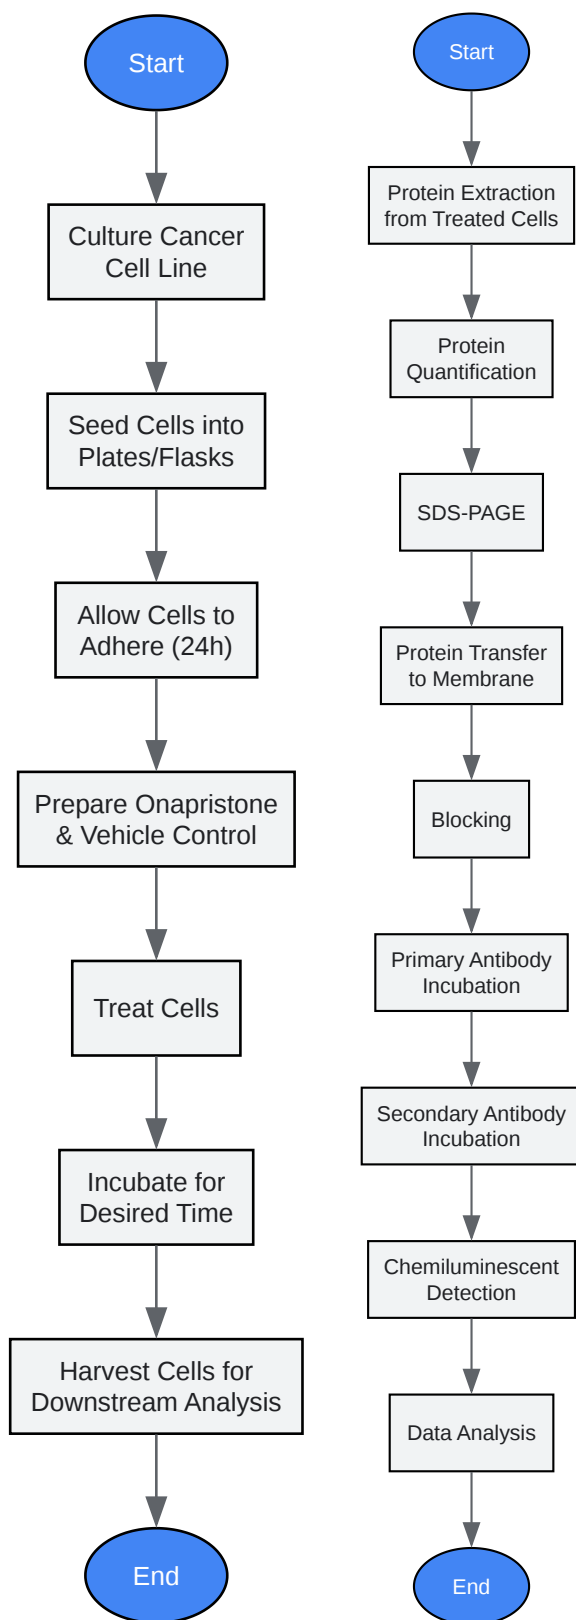 Start
Culture Cancer
Cell Line
Seed Cells into
Plates/Flasks
Allow Cells to
Adhere (24h)
Prepare Onapristone
& Vehicle Control
Treat Cells
Incubate for
Desired Time
Harvest Cells for
Downstream Analysis
End
Start
Protein Extraction
from Treated Cells
Protein
Quantification
SDS-PAGE
Protein Transfer
to Membrane
Blocking
Primary Antibody
Incubation
Secondary Antibody
Incubation
Chemiluminescent
Detection
Data Analysis
End